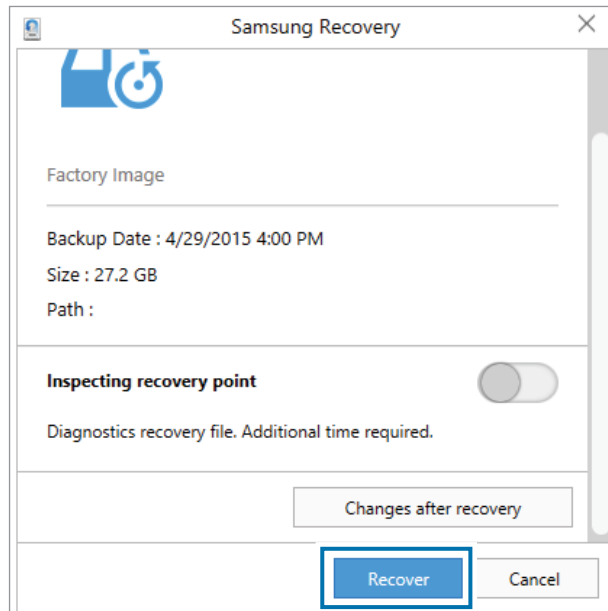 Samsung Recovery
Factory Image
Backup Date : 4/29/2015 4:00 PM
Size : 27.2 GB
Path :
Inspecting recovery point
Diagnostics recovery file. Additional time required.
Changes after recovery
Recover Cancel